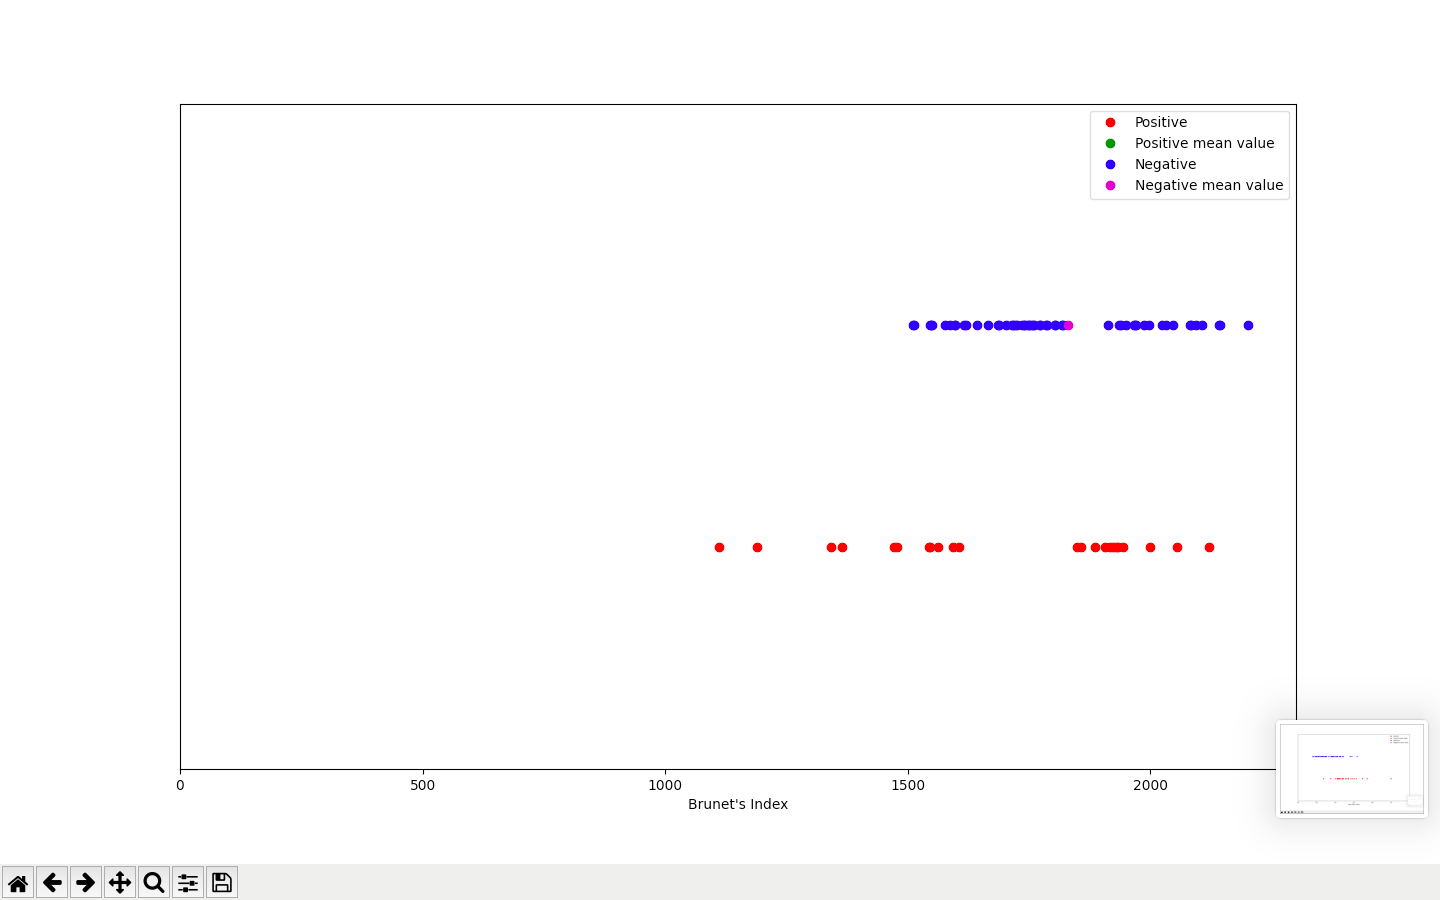 Positive
Positive mean value
Negative
Negative mean value
0 500 1000 1500 2000
Brunet's Index